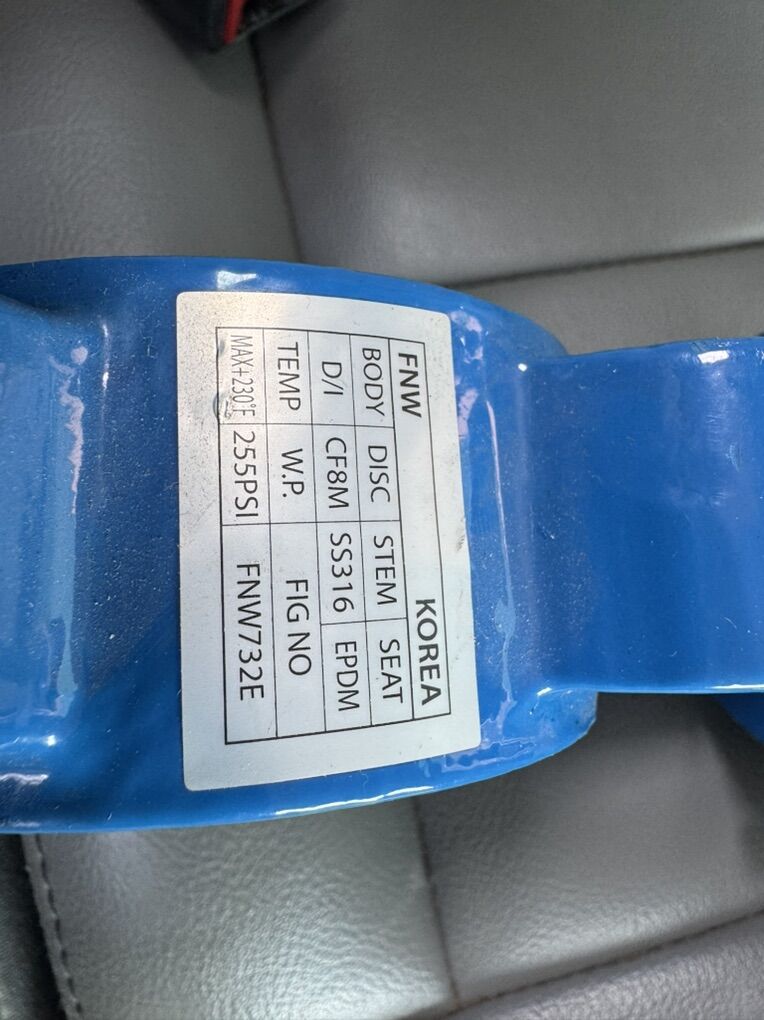 FNW KOREA
BODY DISC STEM SEAT
D/I CF8M SS316 EPDM
TEMP W.P. FIG NO
MAX+230°F 255PSI FNW732E